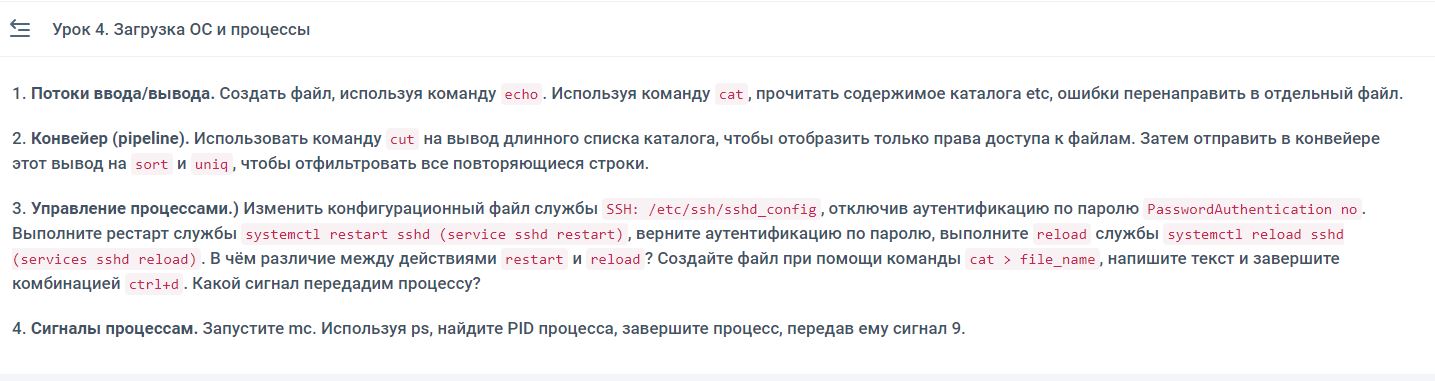 Урок 4. Загрузка ОС и процессы
1. Потоки ввода/вывода. Создать файл, используя команду echo. Используя команду cat, прочитать содержимое каталога etc, ошибки перенаправить в отдельный файл.
2. Конвейер (pipeline). Использовать команду cut на вывод длинного списка каталога, чтобы отобразить только права доступа к файлам. Затем отправить в конвейере
этот вывод на sort и uniq, чтобы отфильтровать все повторяющиеся строки.
3. Управление процессами.) Изменить конфигурационный файл службы SSH: /etc/ssh/sshd_config, отключив аутентификацию по паролю PasswordAuthentication no.
Выполните рестарт службы systemctl restart sshd (service sshd restart), верните аутентификацию по паролю, выполните reload службы systemctl reload sshd
(services sshd reload). В чём различие между действиями restart и reload? Создайте файл при помощи команды cat > file_name, напишите текст и завершите
комбинацией ctrl+d. Какой сигнал передадим процессу?
4. Сигналы процессам. Запустите mc. Используя ps, найдите PID процесса, завершите процесс, передав ему сигнал 9.